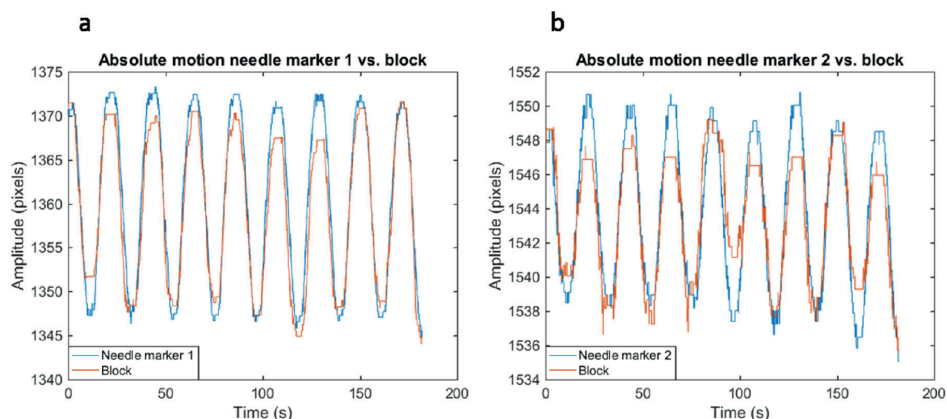 a
Absolute motion needle marker 1 vs. block
Amplitude (pixels)
1375
1370
1365
1360
1355
1350
1345
1340
0
50
100
150
200
Time (s)
Needle marker 1
Block
b
Absolute motion needle marker 2 vs. block
Amplitude (pixels)
1552
1550
1548
1546
1544
1542
1540
1538
1536
1534
0
50
100
150
200
Time (s)
Needle marker 2
Block